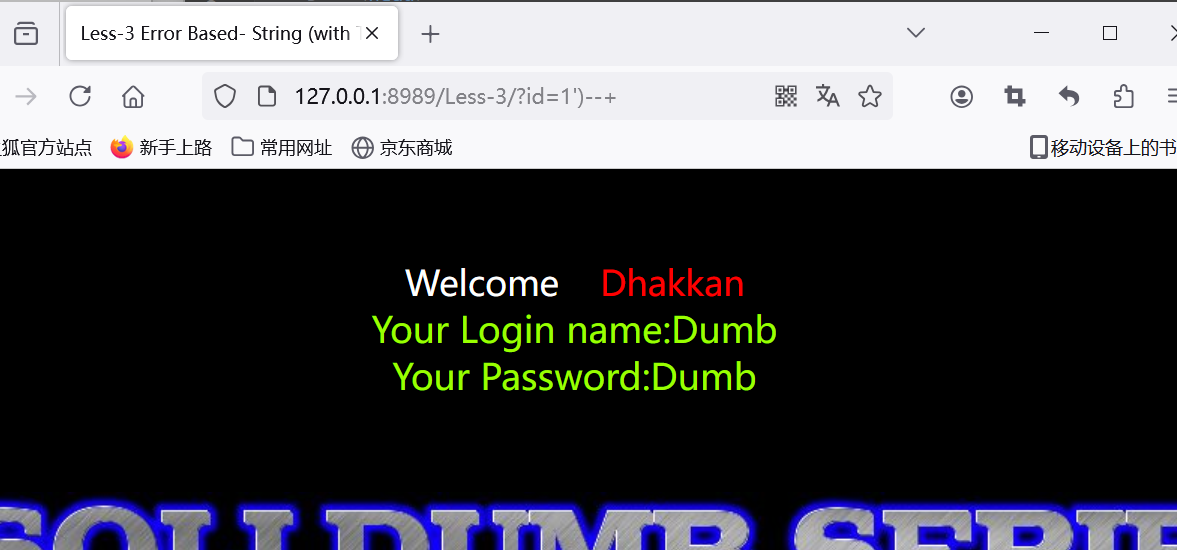 Less-3 Error Based- String (with T
127.0.0.1:8989/Less-3/?id=1')--+
狐官方站点 新手上路 常用网址 京东商城 移动设备上的书
Welcome Dhakkan
Your Login name:Dumb
Your Password:Dumb
SQLI DUMB SERIE